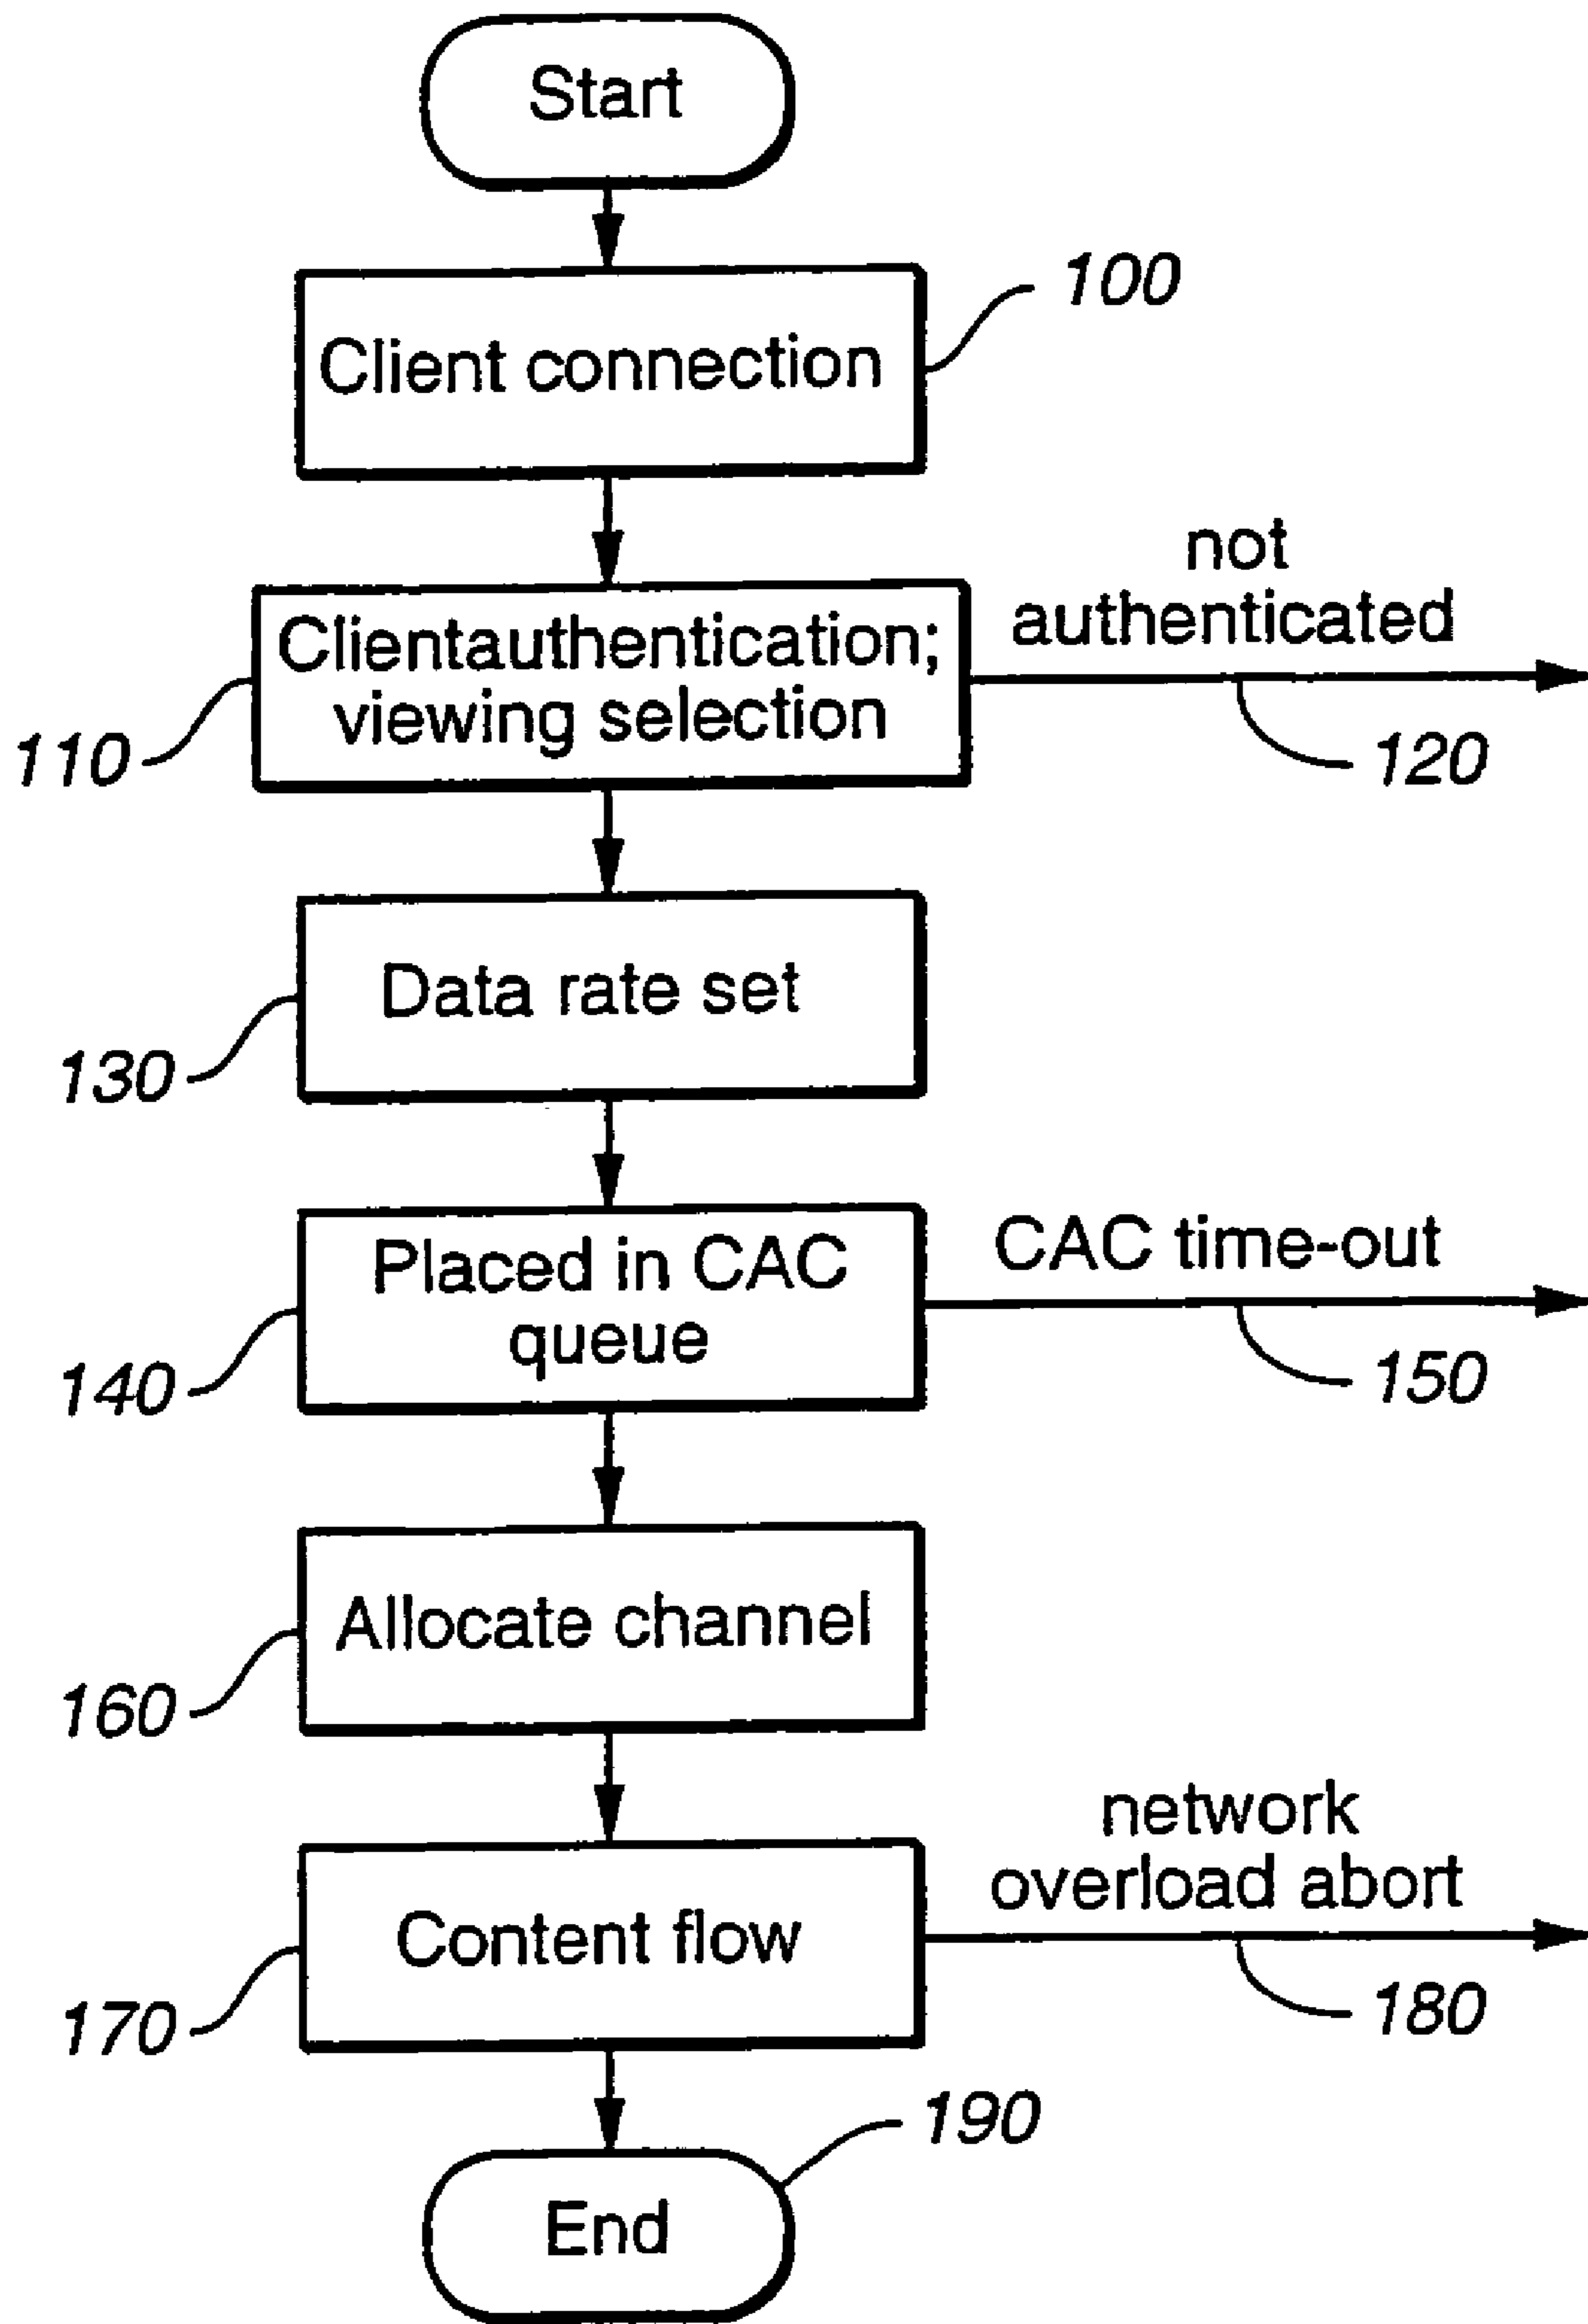 Start
Client connection
100
Clientauthentication;
viewing selection
110
not
authenticated
120
Data rate set
130
Placed in CAC
queue
140
CAC time-out
150
Allocate channel
160
Content flow
170
network
overload abort
180
End
190